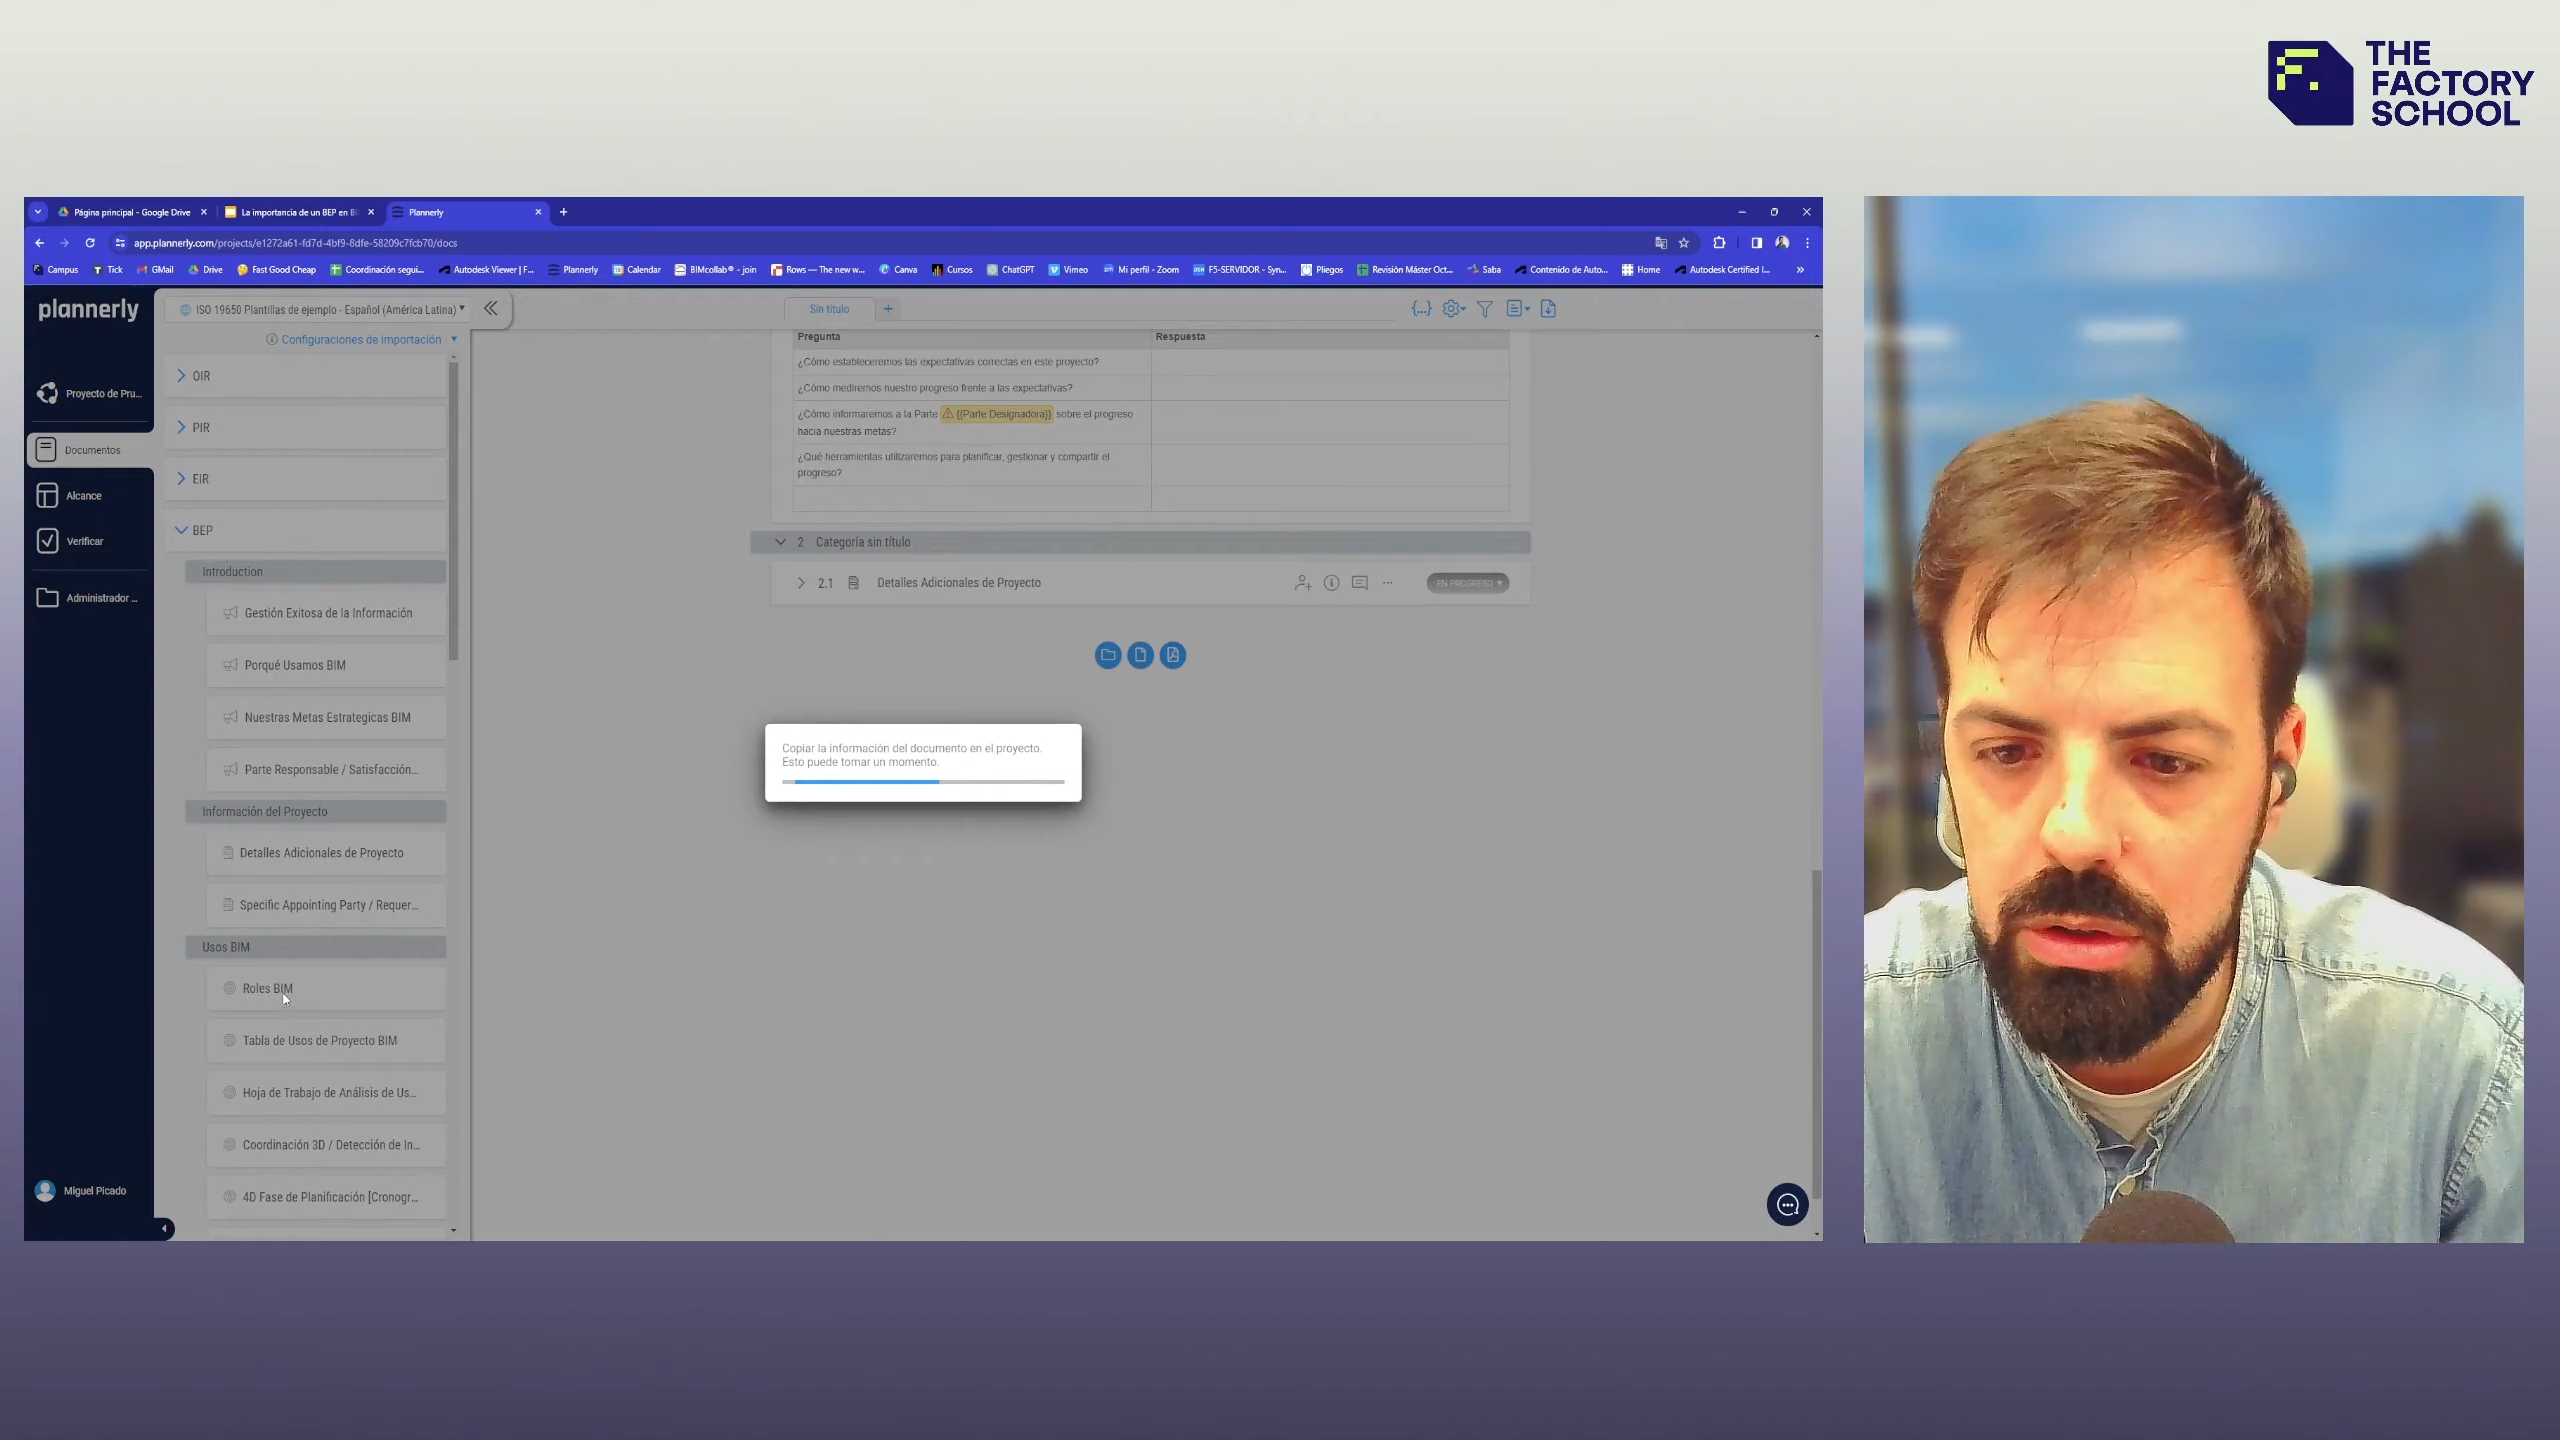 THE
FACTORY
SCHOOL
F.
Página principal - Google Drive
La importancia de un BEP en BI
Plannerly
app.plannerly.com/projects/e1272a61-fd7d-4bf9-8dfe-58209c7fcb70/docs
Campus
Tick
GMail
Drive
Fast Good Cheap
Coordinación segui...
Autodesk Viewer | F...
Plannerly
Calendar
BIMcollab® - join
Rows — The new w...
Canva
Cursos
ChatGPT
Vimeo
Mi perfil - Zoom
F5-SERVIDOR - Syn...
Pliegos
Revisión Máster Oct...
Saba
Contenido de Auto...
Home
Autodesk Certified I...
plannerly
Proyecto de Pru...
Documentos
Alcance
Verificar
Administrador ...
Miguel Picado
ISO 19650 Plantillas de ejemplo - Español (América Latina)
Configuraciones de importación
OIR
PIR
EIR
BEP
Introduction
Gestión Exitosa de la Información
Porqué Usamos BIM
Nuestras Metas Estrategicas BIM
Parte Responsable / Satisfacción...
Información del Proyecto
Detalles Adicionales de Proyecto
Specific Appointing Party / Requer...
Usos BIM
Roles BIM
Tabla de Usos de Proyecto BIM
Hoja de Trabajo de Análisis de Us...
Coordinación 3D / Detección de In...
4D Fase de Planificación [Cronogr...
Sin título
Pregunta
Respuesta
¿Cómo estableceremos las expectativas correctas en este proyecto?
¿Cómo mediremos nuestro progreso frente a las expectativas?
¿Cómo informaremos a la Parte {{Parte Designadora}} sobre el progreso
hacia nuestras metas?
¿Qué herramientas utilizaremos para planificar, gestionar y compartir el
progreso?
2 Categoría sin título
2.1 Detalles Adicionales de Proyecto
EN PROGRESO
Copiar la información del documento en el proyecto.
Esto puede tomar un momento.